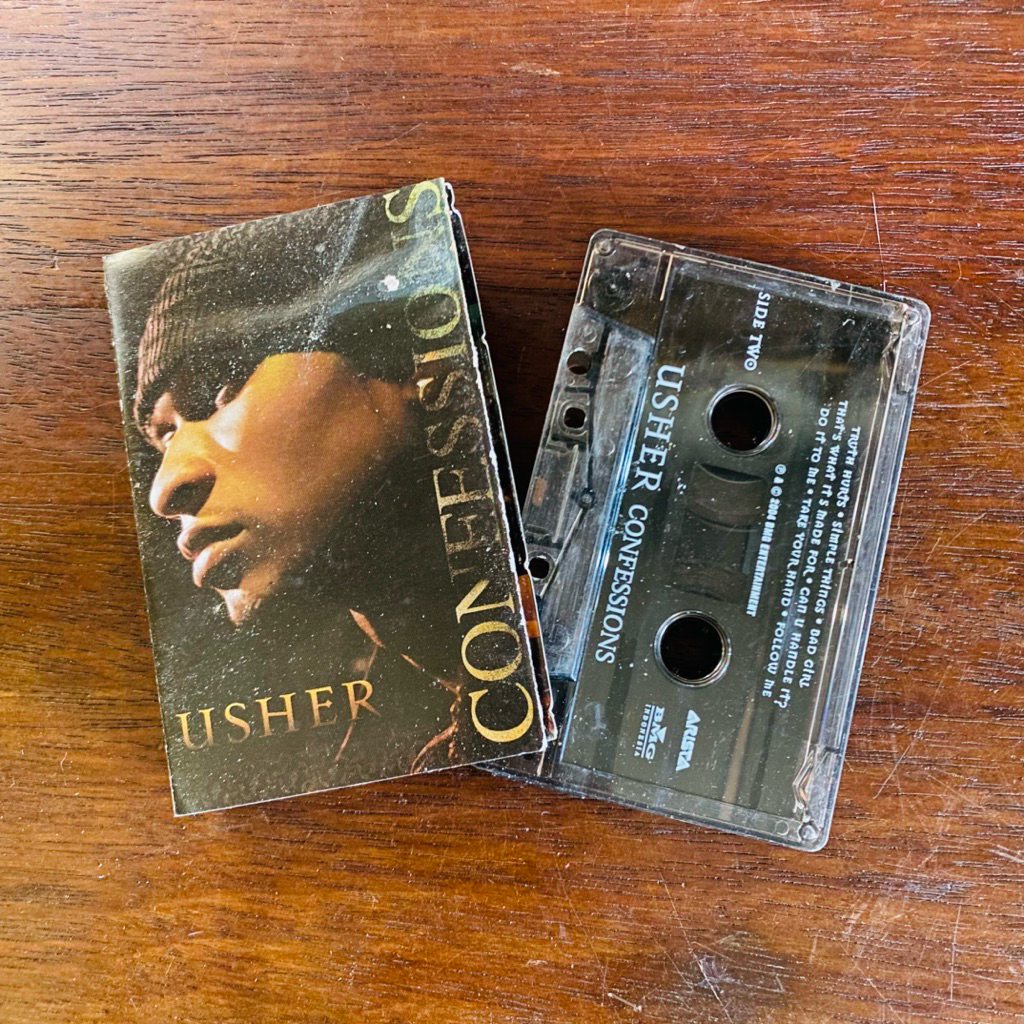 USHER
CONFESSIONS
SIDE TWO
USHER CONFESSIONS
TRUTH HURTS • SIMPLE THINGS • BAD GIRL
THAT'S WHAT IT'S MADE FOR • CAN U HANDLE IT?
DO IT TO ME • TAKE YOUR HAND • FOLLOW ME
℗ & © 2004 BMG ENTERTAINMENT
ARISTA
BMG
INDONESIA